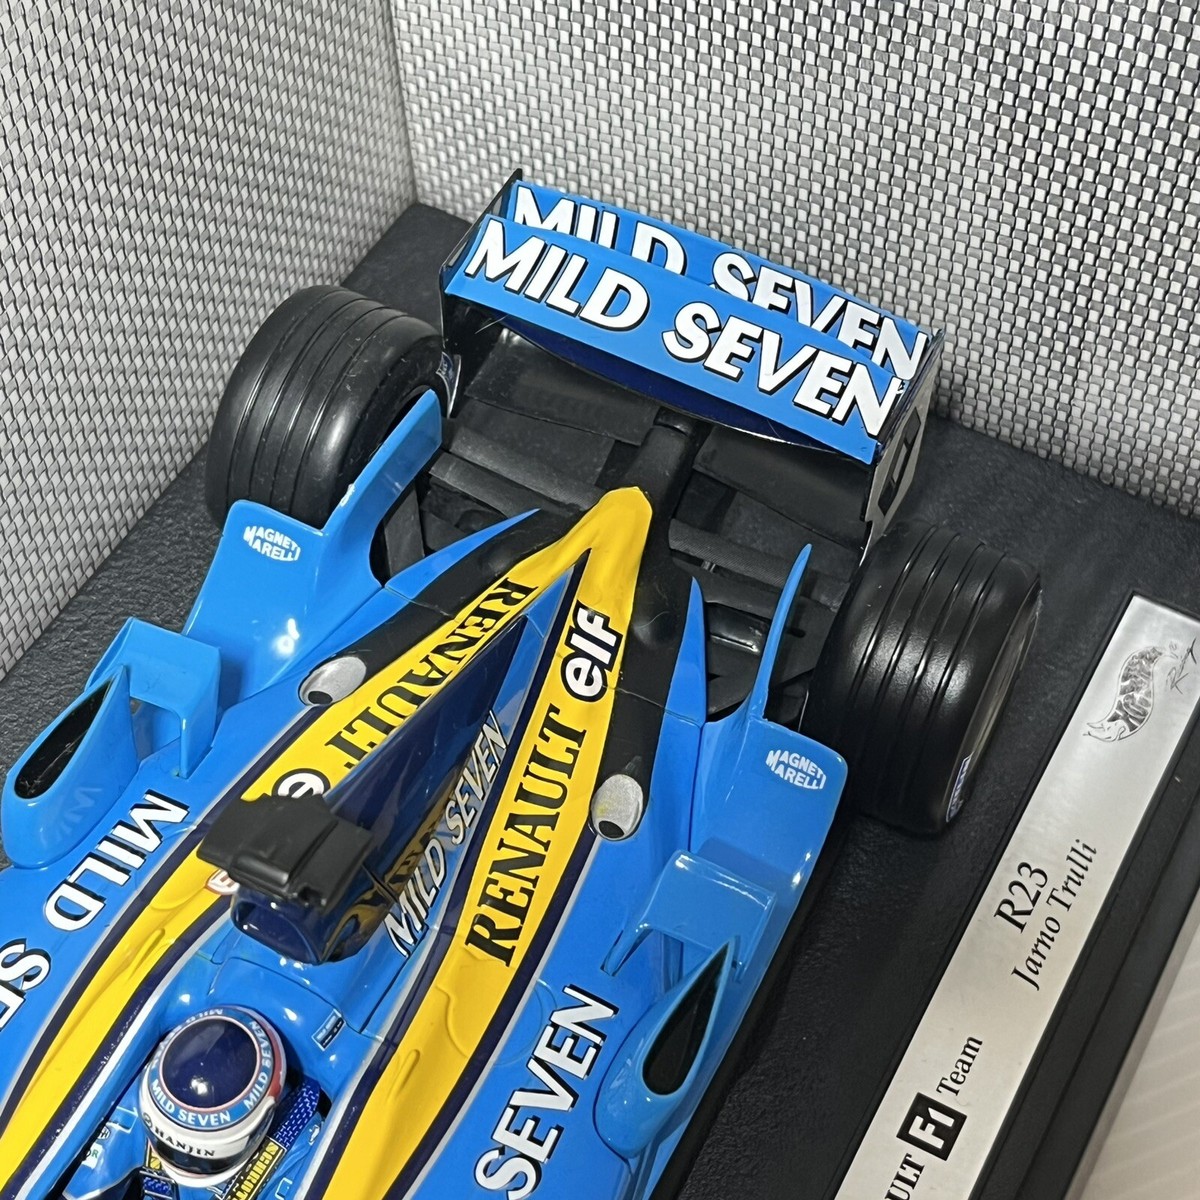 MILD SEVEN
MILD SEVEN
MAGNETI
MARELLI
RENAULT
elf
RENAULT
MILD SEVEN
MAGNETI
MARELLI
MILD SE
SEVEN
MILD SEVEN
MILD SEVEN
HANJIN
R23
Jarno Trulli
ULT F1 Team